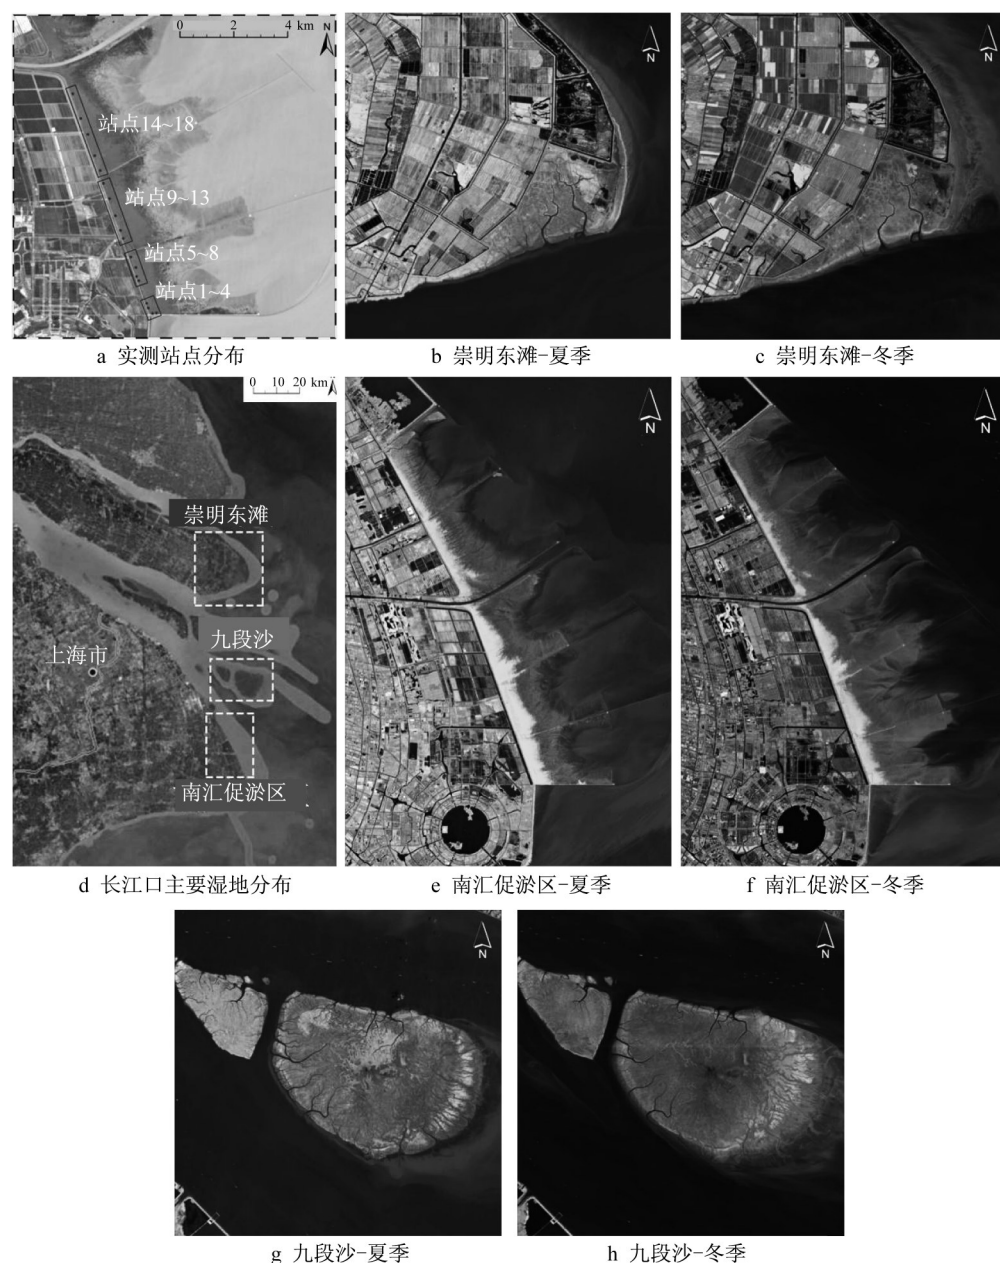 0 2 4 km N
站点14~18
站点9~13
站点5~8
站点1~4
N
N
a 实测站点分布
b 崇明东滩-夏季
c 崇明东滩-冬季
0 10 20 km
崇明东滩
九段沙
上海市
南汇促淤区
N
N
d 长江口主要湿地分布
e 南汇促淤区-夏季
f 南汇促淤区-冬季
N
N
g 九段沙-夏季
h 九段沙-冬季